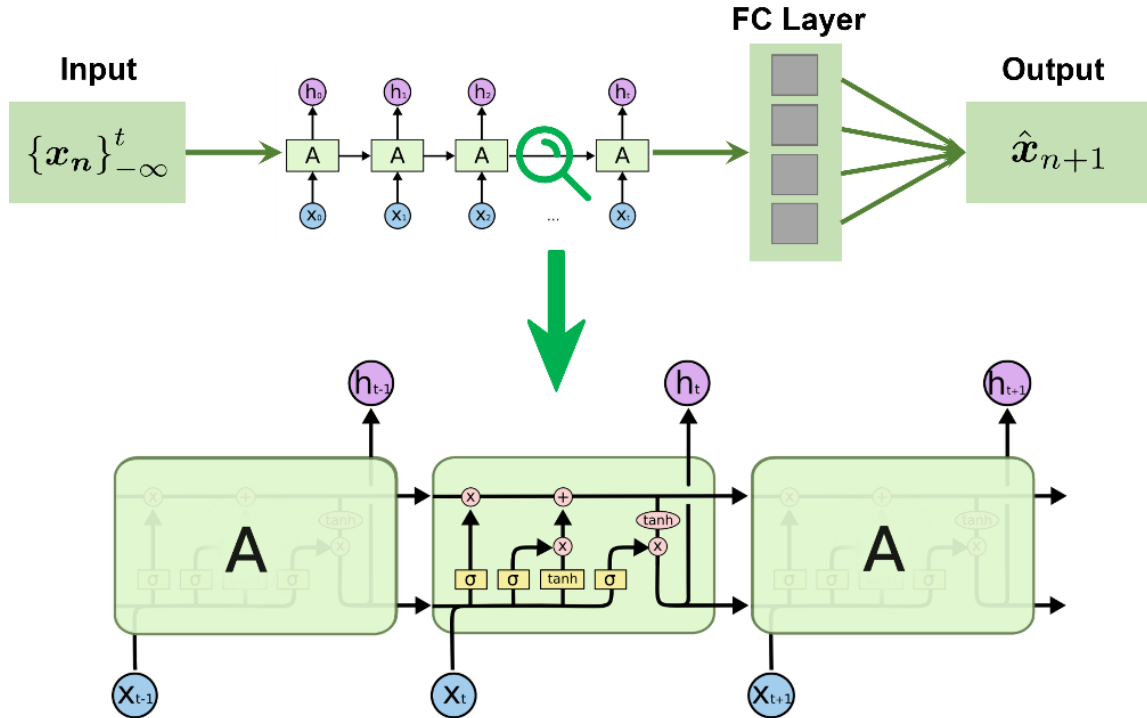 FC Layer
Input
Output
{xₙ}ᵗ₋∞
x̂ₙ₊₁
h₀ h₁ h₂ hₜ
A A A A
x₀ x₁ x₂ ... xₜ
hₜ₋₁ hₜ hₜ₊₁
x + tanh x x + x + tanh
x x x
A σ σ tanh σ A
σ σ σ σ σ σ
Xₜ₋₁ Xₜ Xₜ₊₁